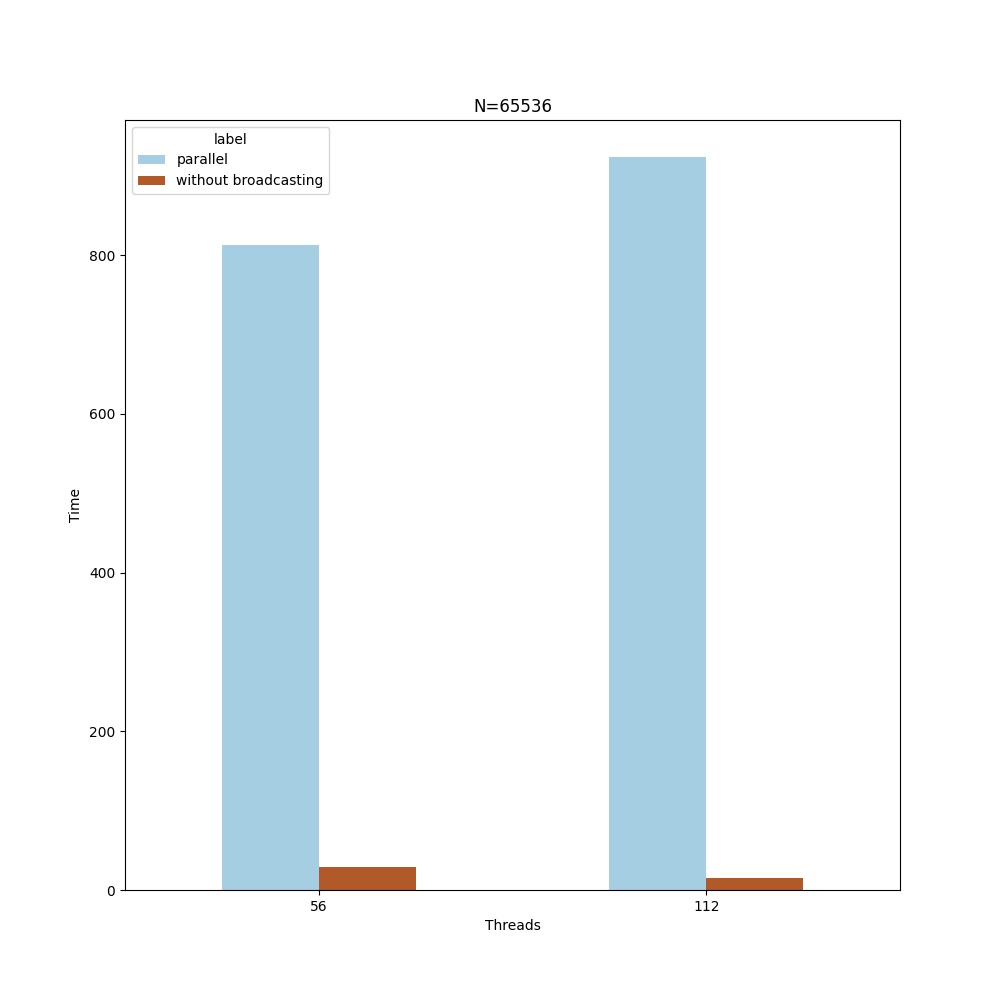 N=65536
label
parallel
without broadcasting
800
600
400
200
0
Time
56
112
Threads